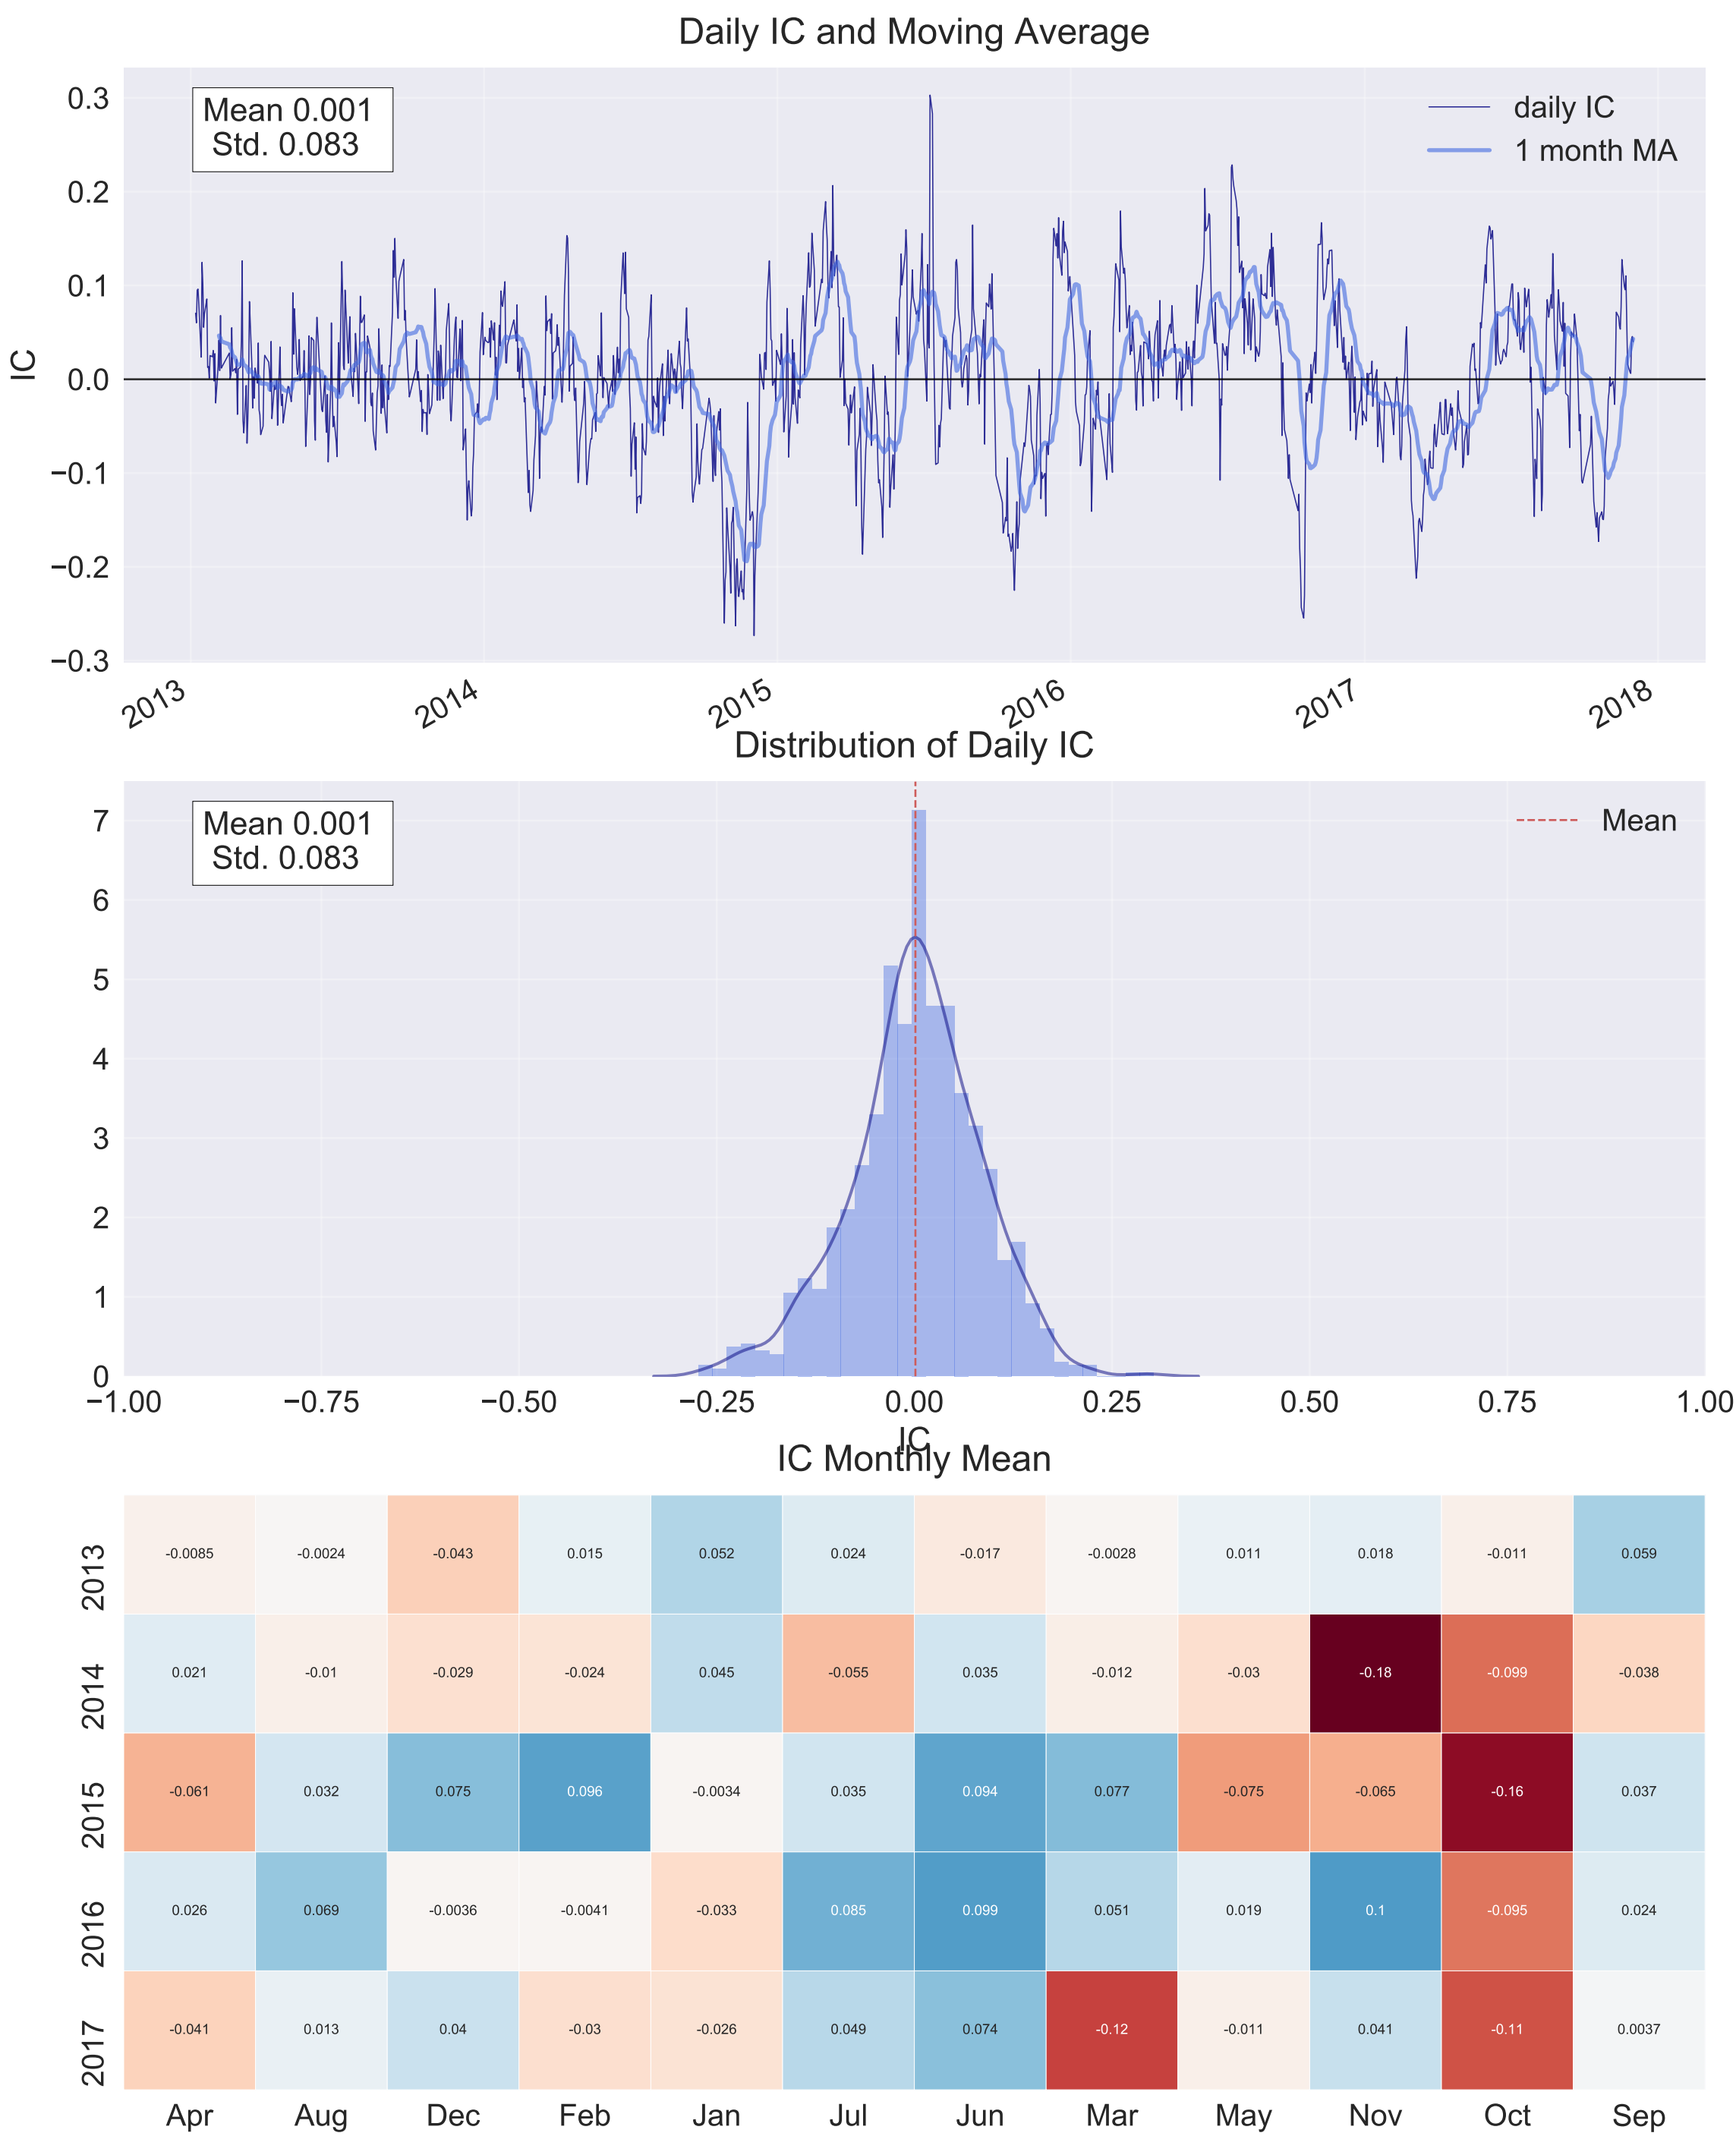 Daily IC and Moving Average
Mean 0.001
Std. 0.083
daily IC
1 month MA
IC
0.3
0.2
0.1
0.0
−0.1
−0.2
−0.3
2013 2014 2015 2016 2017 2018
Distribution of Daily IC
Mean 0.001
Std. 0.083
Mean
7
6
5
4
3
2
1
0
−1.00 −0.75 −0.50 −0.25 0.00 0.25 0.50 0.75 1.00
IC
IC Monthly Mean
2013 -0.0085 -0.0024 -0.043 0.015 0.052 0.024 -0.017 -0.0028 0.011 0.018 -0.011 0.059
2014 0.021 -0.01 -0.029 -0.024 0.045 -0.055 0.035 -0.012 -0.03 -0.18 -0.099 -0.038
2015 -0.061 0.032 0.075 0.096 -0.0034 0.035 0.094 0.077 -0.075 -0.065 -0.16 0.037
2016 0.026 0.069 -0.0036 -0.0041 -0.033 0.085 0.099 0.051 0.019 0.1 -0.095 0.024
2017 -0.041 0.013 0.04 -0.03 -0.026 0.049 0.074 -0.12 -0.011 0.041 -0.11 0.0037
Apr Aug Dec Feb Jan Jul Jun Mar May Nov Oct Sep